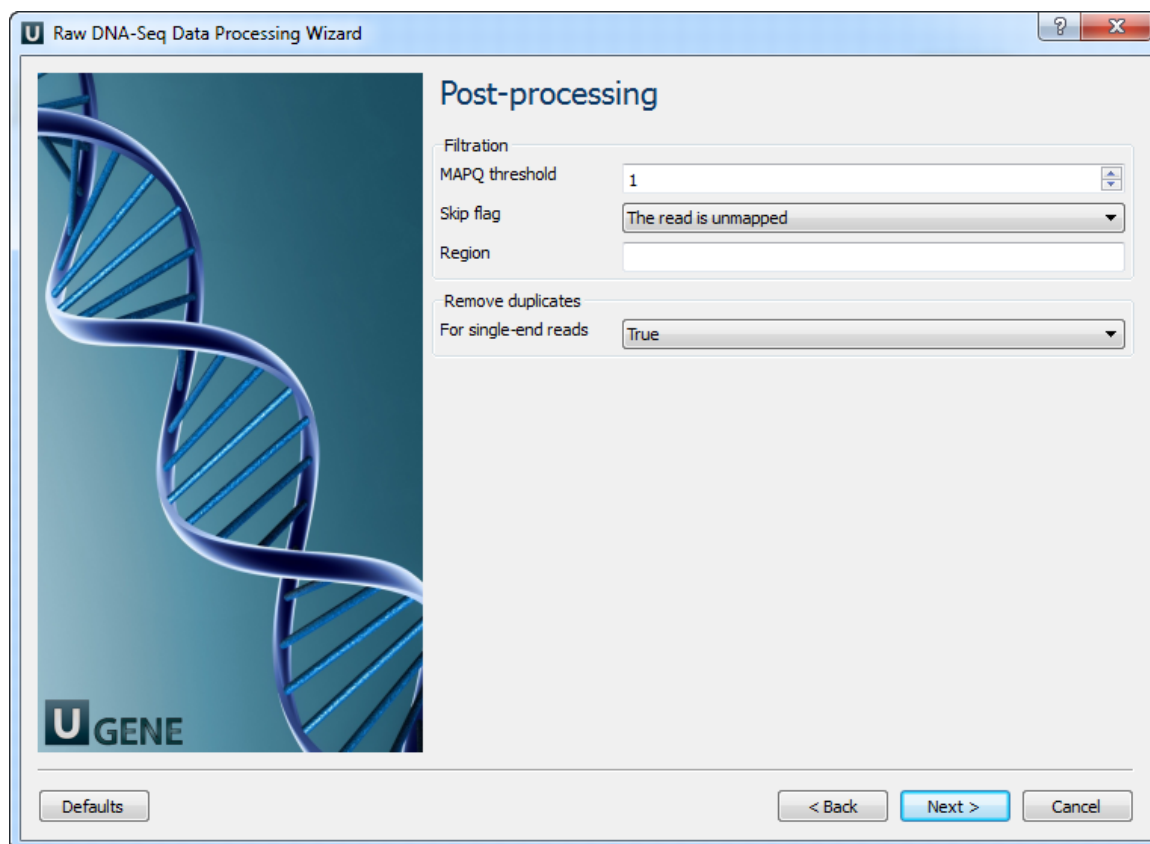 Raw DNA-Seq Data Processing Wizard
Post-processing
Filtration
MAPQ threshold 1
Skip flag The read is unmapped
Region
Remove duplicates
For single-end reads True
U GENE
Defaults < Back Next > Cancel